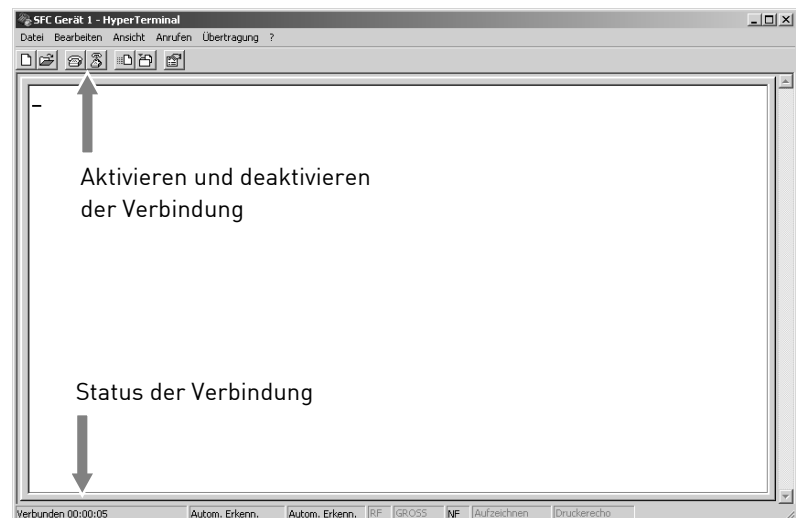 SFC Gerät 1 - HyperTerminal
Datei Bearbeiten Ansicht Anrufen Übertragung ?
Aktivieren und deaktivieren
der Verbindung
Status der Verbindung
Verbunden 00:00:05 Autom. Erkenn. Autom. Erkenn. RF GROSS NF Aufzeichnen Druckerecho